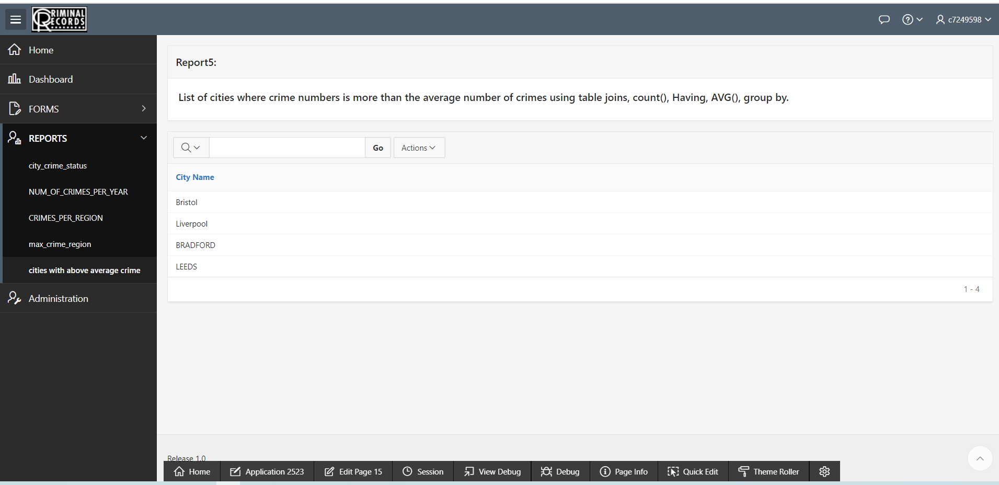 CRIMINAL
RECORDS
c7249598
Home
Dashboard
FORMS
REPORTS
city_crime_status
NUM_OF_CRIMES_PER_YEAR
CRIMES_PER_REGION
max_crime_region
cities with above average crime
Administration
Report5:
List of cities where crime numbers is more than the average number of crimes using table joins, count(), Having, AVG(), group by.
Go
Actions
City Name
Bristol
Liverpool
BRADFORD
LEEDS
1 - 4
Release 1.0
Home
Application 2523
Edit Page 15
Session
View Debug
Debug
Page Info
Quick Edit
Theme Roller